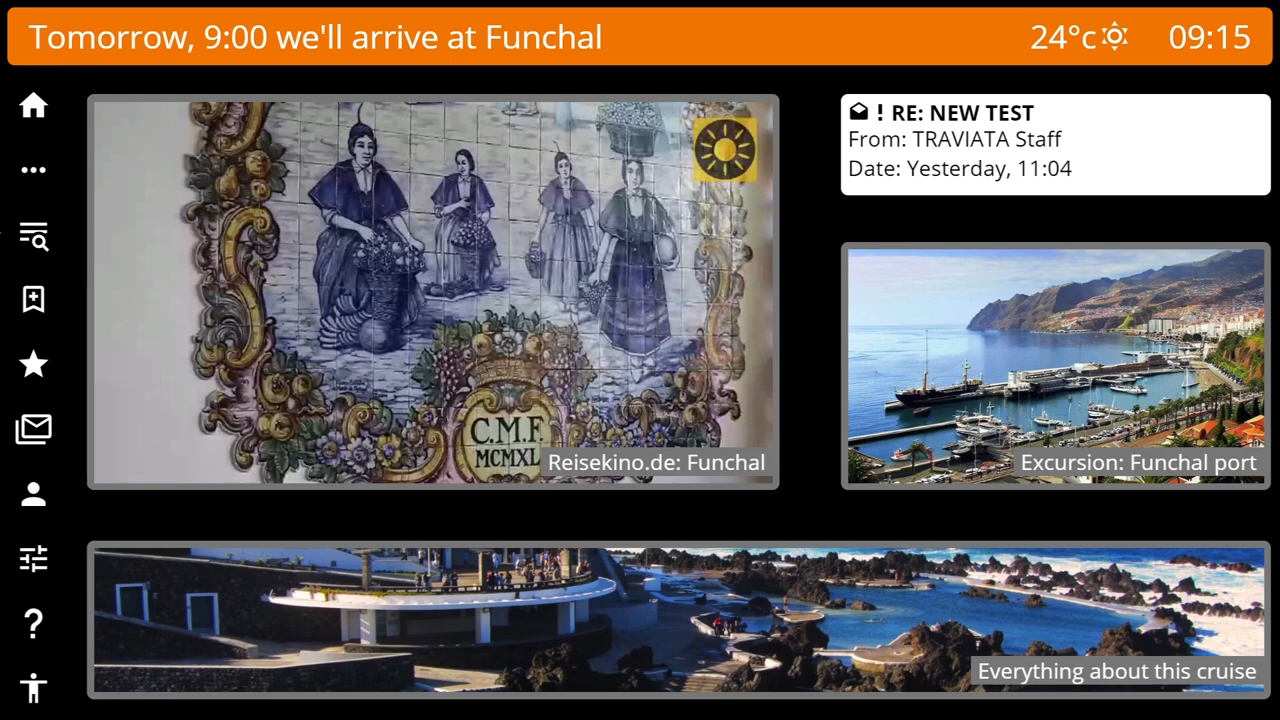 Tomorrow, 9:00 we'll arrive at Funchal
24°c
09:15
! RE: NEW TEST
From: TRAVIATA Staff
Date: Yesterday, 11:04
C.M.F.
MCMXL
Reisekino.de: Funchal
Excursion: Funchal port
Everything about this cruise